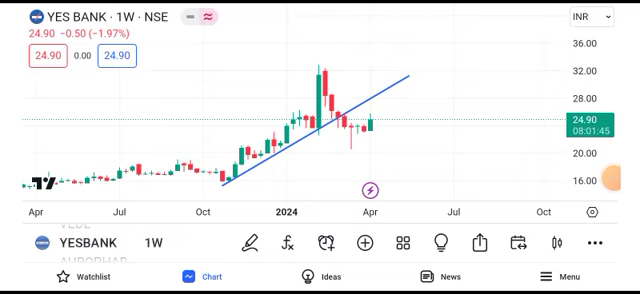 YES BANK · 1W · NSE
INR
24.90 −0.50 (−1.97%)
24.90 0.00 24.90
36.00
32.00
28.00
24.90
08:01:45
20.00
16.00
Apr Jul Oct 2024 Apr Jul Oct
YESBANK 1W
Watchlist Chart Ideas News Menu